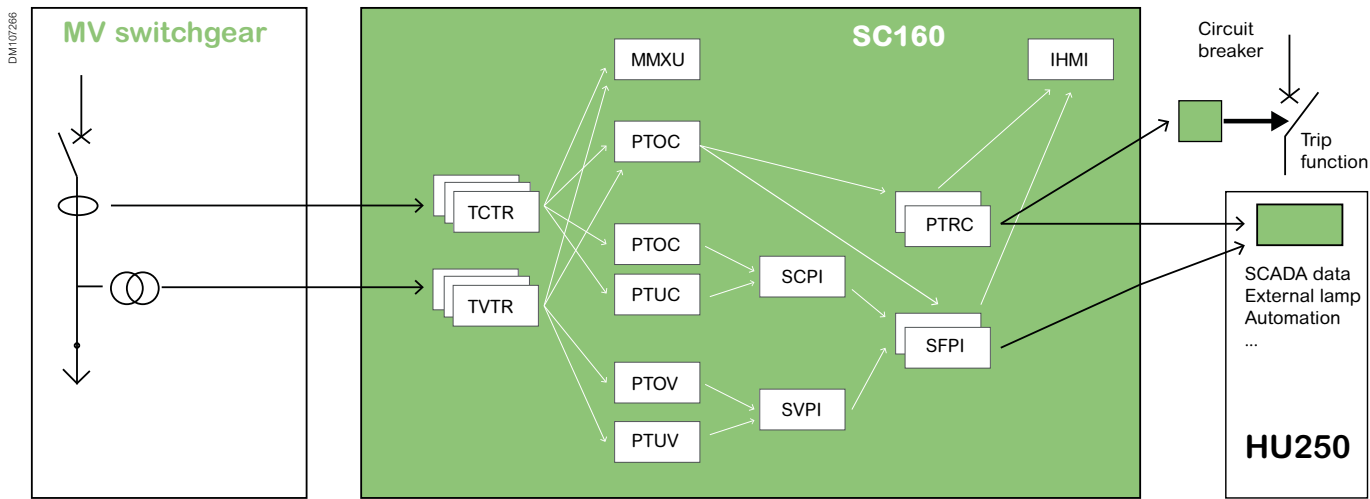 DM107266
MV switchgear
SC160
MMXU
IHMI
PTOC
TCTR
PTOC
PTUC
SCPI
PTRC
TVTR
SFPI
PTOV
SVPI
PTUV
Circuit
breaker
Trip
function
SCADA data
External lamp
Automation
...
HU250